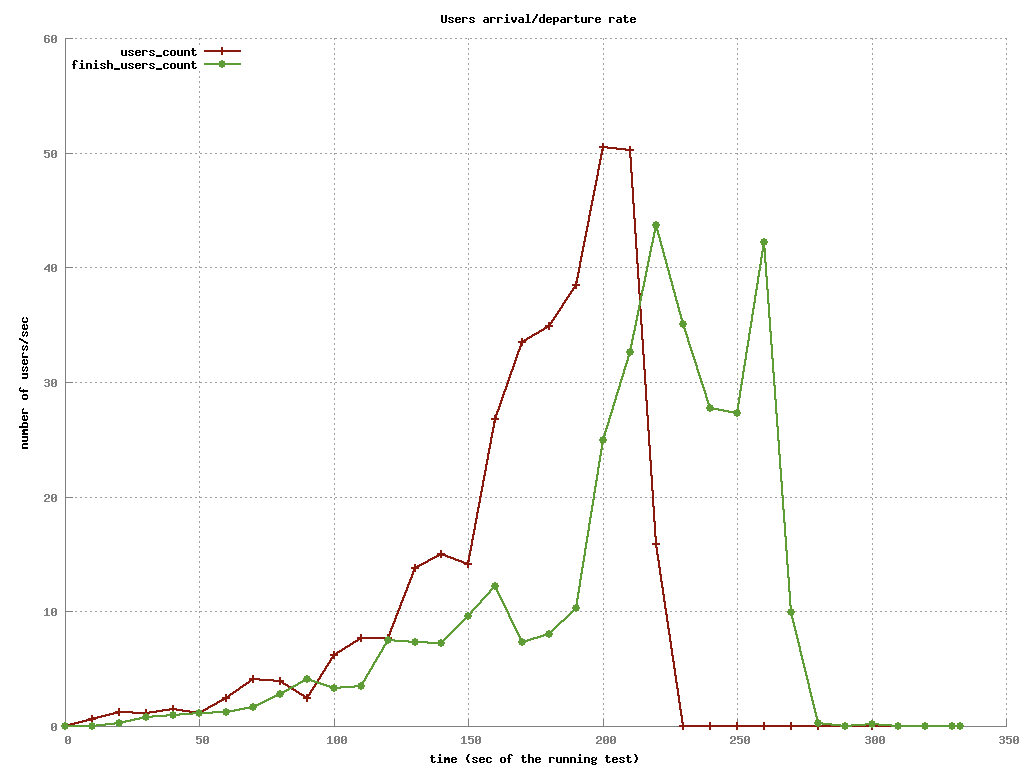 Users arrival/departure rate
60
users_count
finish_users_count
50
40
30
20
10
0
number of users/sec
0 50 100 150 200 250 300 350
time (sec of the running test)